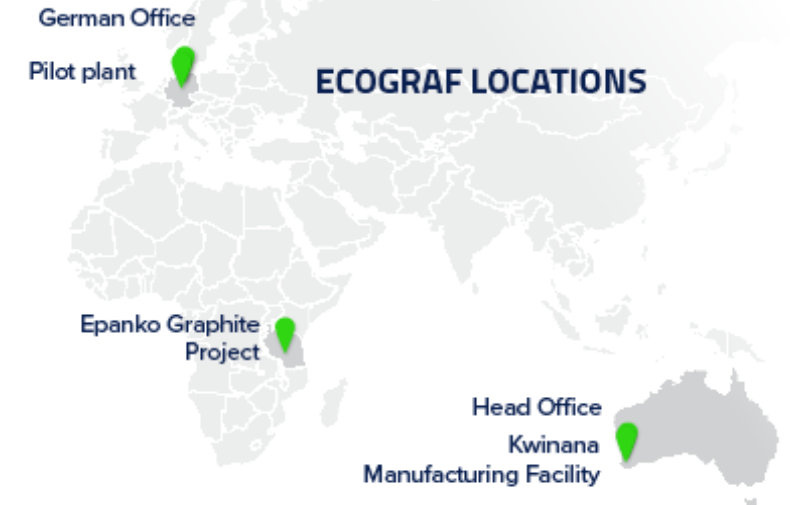 German Office
Pilot plant
ECOGRAF LOCATIONS
Epanko Graphite
Project
Head Office
Kwinana
Manufacturing Facility